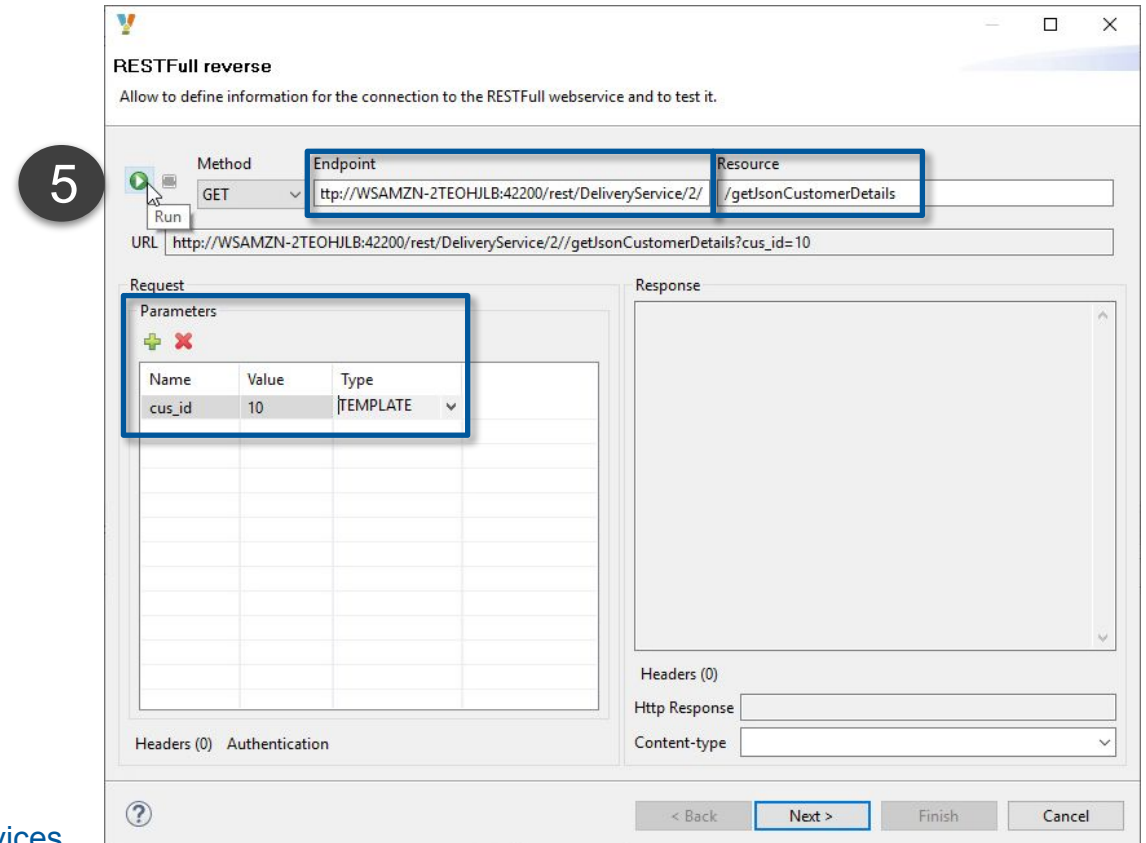 RESTFull reverse
Allow to define information for the connection to the RESTFull webservice and to test it.
5
Method Endpoint Resource
GET ttp://WSAMZN-2TEOHJLB:42200/rest/DeliveryService/2/ /getJsonCustomerDetails
Run
URL http://WSAMZN-2TEOHJLB:42200/rest/DeliveryService/2//getJsonCustomerDetails?cus_id=10
Request Response
Parameters
Name Value Type
cus_id 10 TEMPLATE
Headers (0)
Http Response
Headers (0) Authentication Content-type
? < Back Next > Finish Cancel